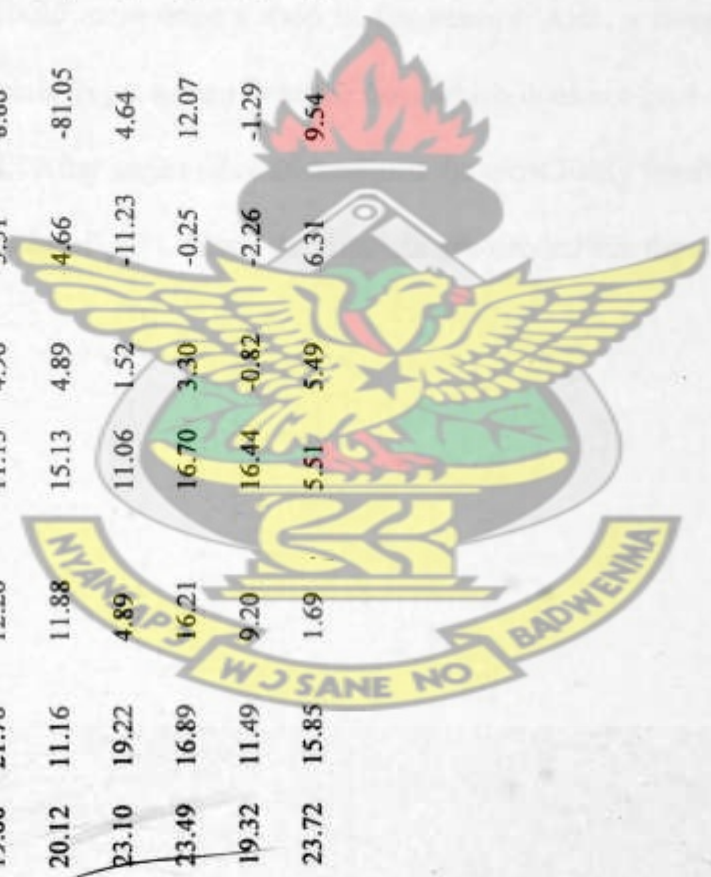 20.12 11.16 11.88 15.13 4.89 4.66 -81.05
23.10 19.22 4.89 11.06 1.52 -11.23 4.64
23.49 16.89 16.21 16.70 3.30 -0.25 12.07
19.32 11.49 9.20 16.44 -0.82 -2.26 -1.29
23.72 15.85 1.69 5.51 5.49 6.31 9.54
NYANSAPƆ
WƆSANE NO
BADWENMA